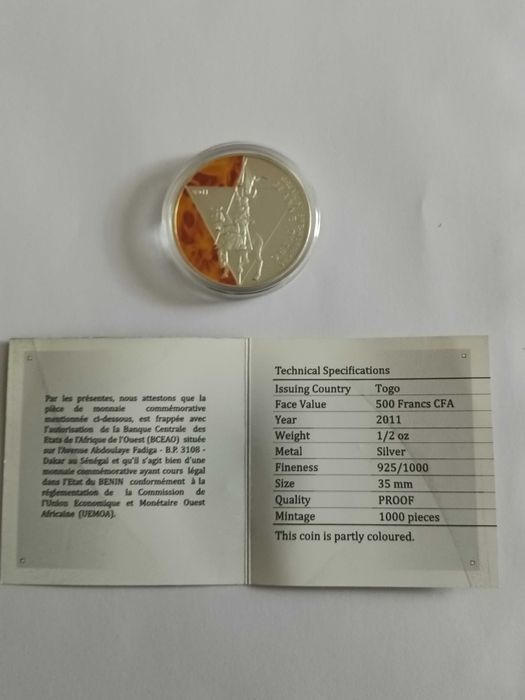 Par les présentes, nous attestons que la
pièce de monnaie commémorative
mentionnée ci-dessous, est frappée avec
l'autorisation de la Banque Centrale des
Etats de l'Afrique de l'Ouest (BCEAO) située
sur l'Avenue Abdoulaye Fadiga - B.P. 3108 -
Dakar au Sénégal et qu'il s'agit bien d'une
monnaie commémorative ayant cours légal
dans l'Etat du BENIN conformément à la
réglementation de la Commission de
l'Union Economique et Monétaire Ouest
Africaine (UEMOA).
Technical Specifications
Issuing Country Togo
Face Value 500 Francs CFA
Year 2011
Weight 1/2 oz
Metal Silver
Fineness 925/1000
Size 35 mm
Quality PROOF
Mintage 1000 pieces
This coin is partly coloured.